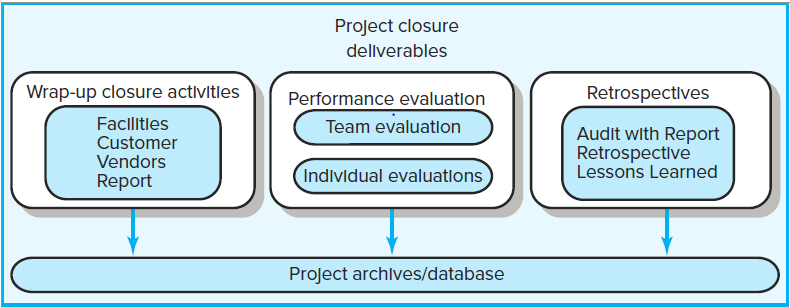 Project closure
deliverables
Wrap-up closure activities
Facilities
Customer
Vendors
Report
Performance evaluation
Team evaluation
Individual evaluations
Retrospectives
Audit with Report
Retrospective
Lessons Learned
Project archives/database